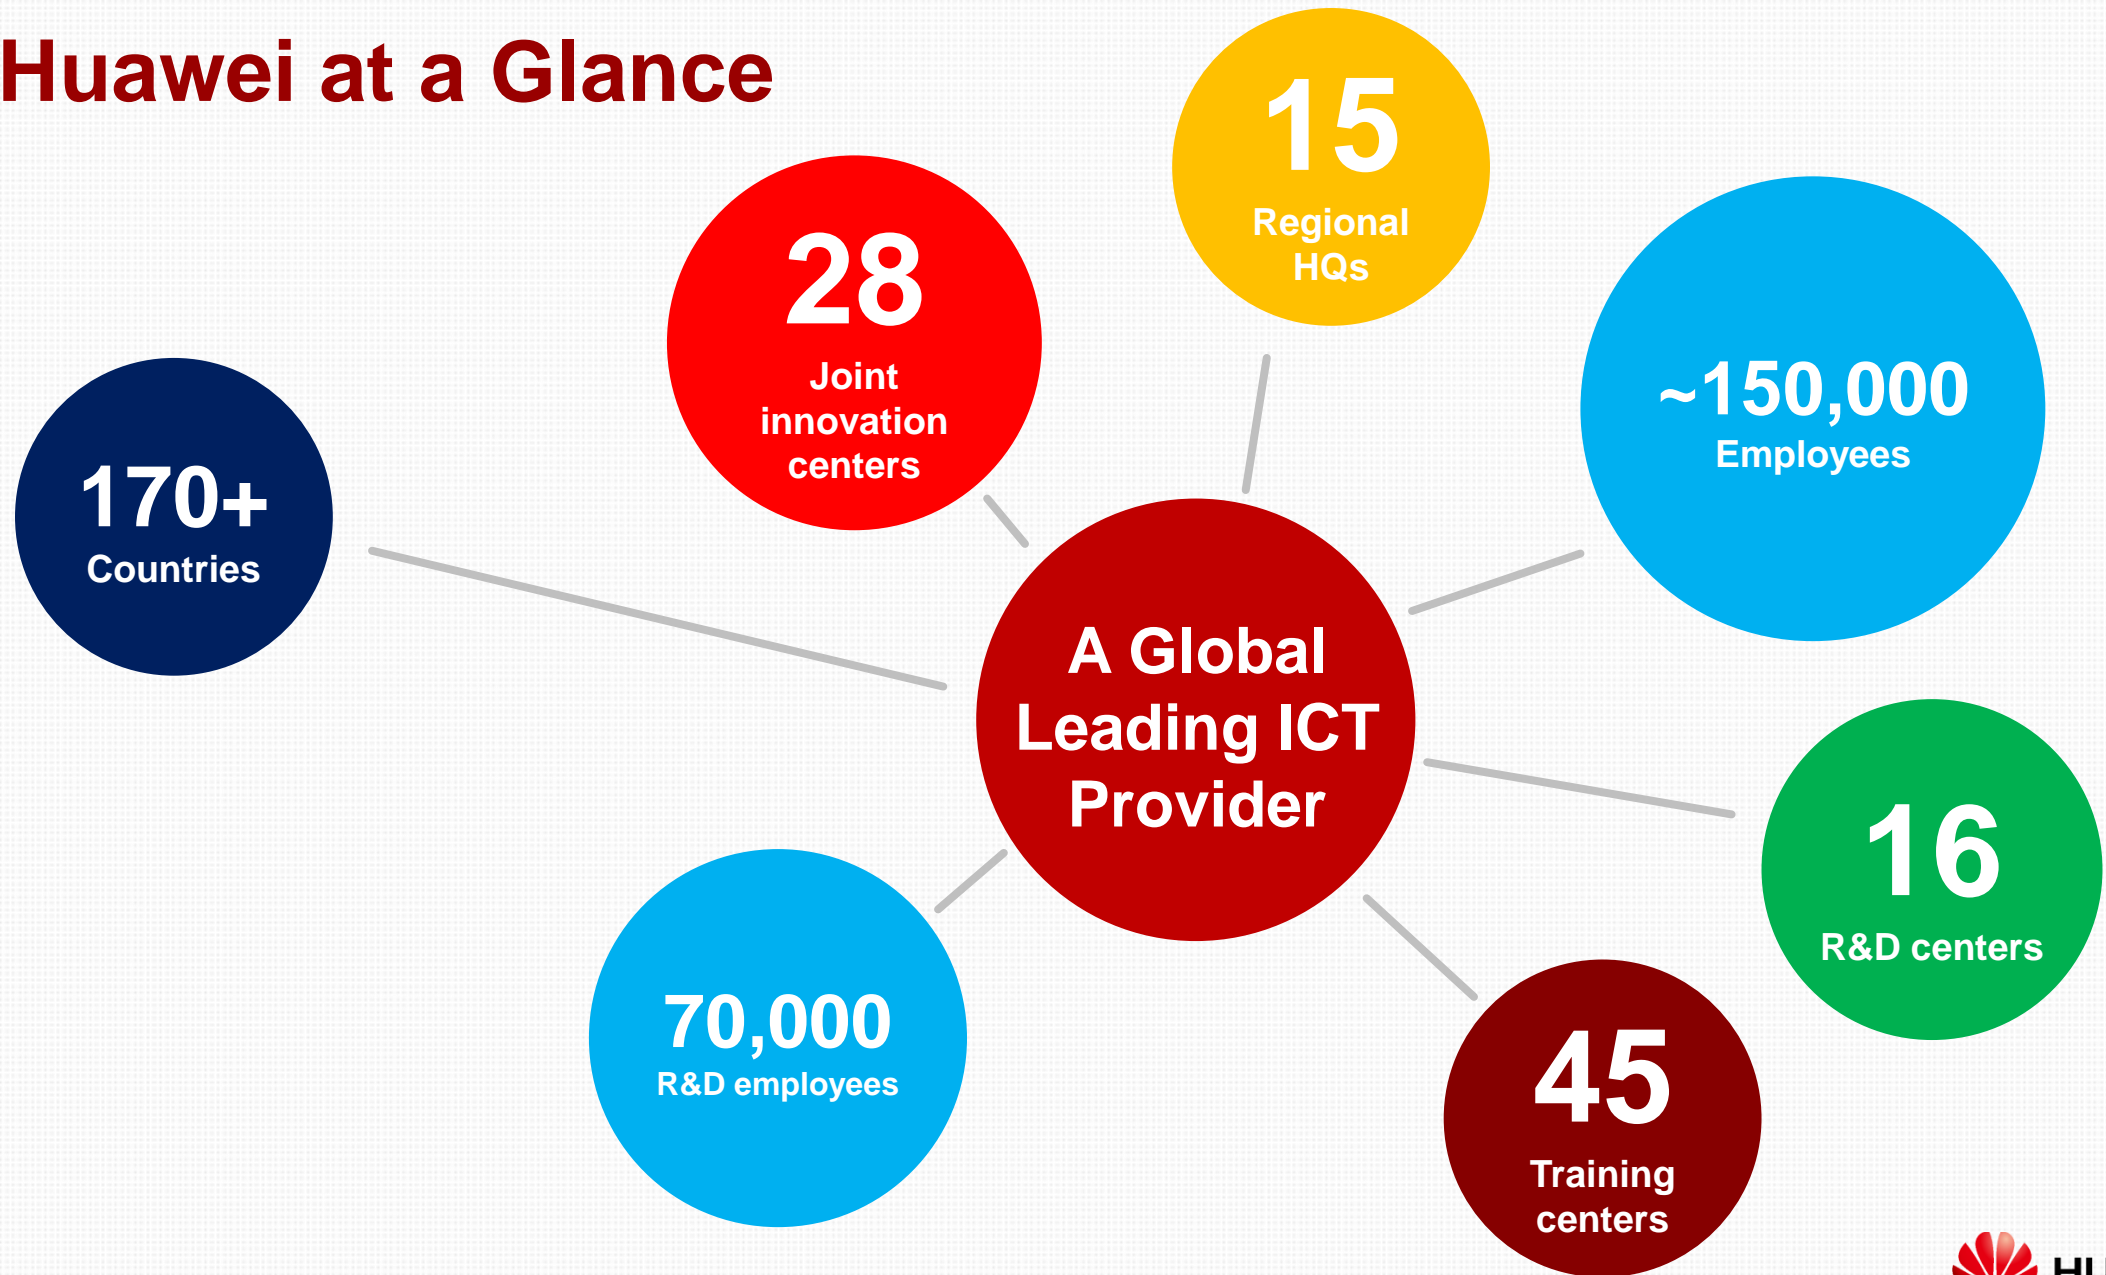 Huawei at a Glance
15
Regional
HQs
28
Joint
innovation
centers
~150,000
Employees
170+
Countries
A Global
Leading ICT
Provider
16
R&D centers
70,000
R&D employees
45
Training
centers